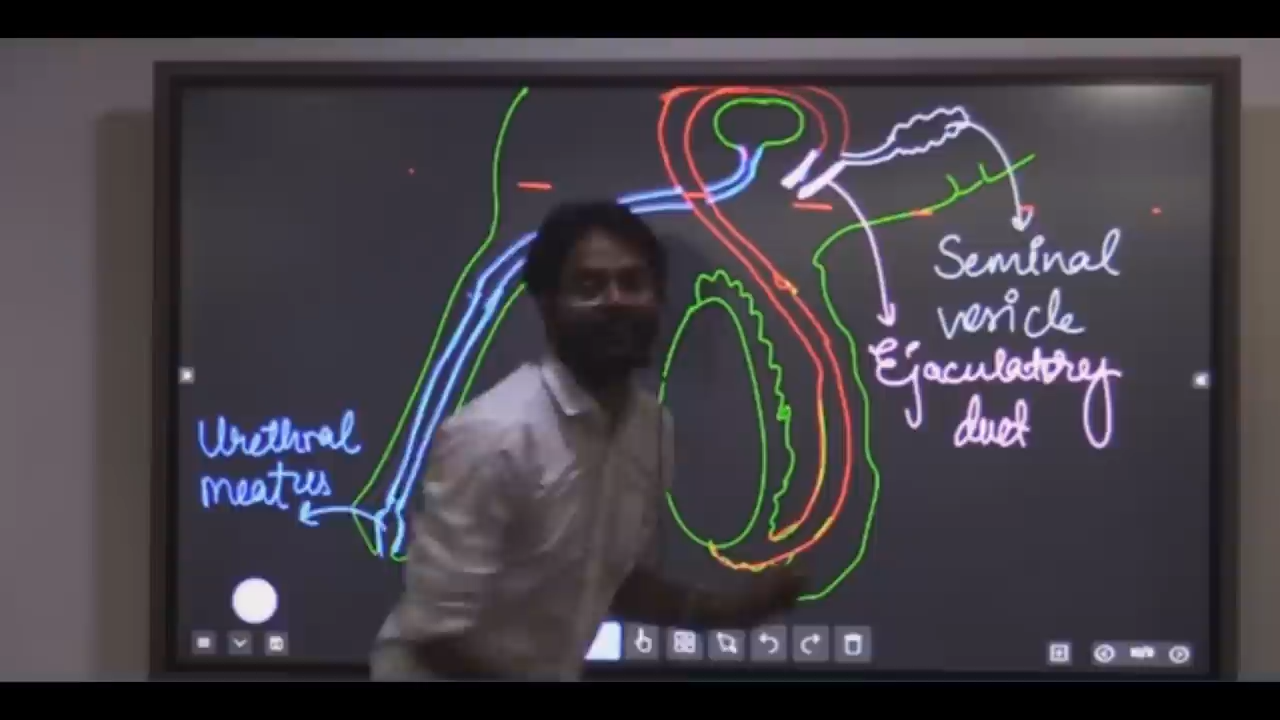 Seminal
vesicle
Ejaculatory
duct
Urethral
meatus